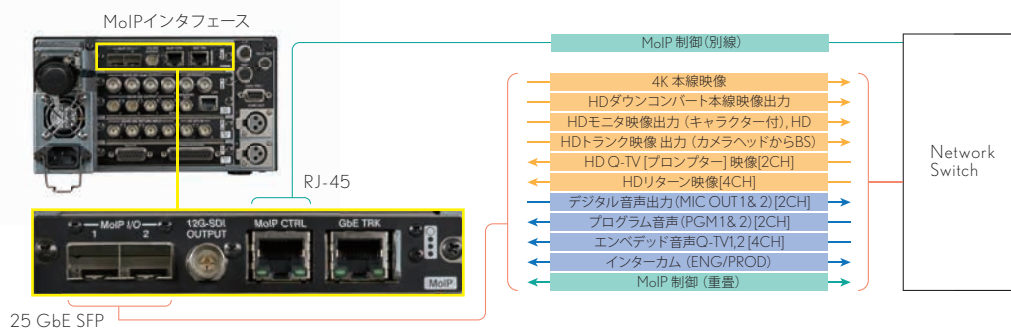 MoIPインタフェース
MoIP 制御(別線)
4K 本線映像
HDダウンコンバート本線映像出力
HDモニタ映像出力(キャラクター付), HD
HDトランク映像 出力(カメラヘッドからBS)
HD Q-TV [プロンプター] 映像[2CH]
HDリターン映像[4CH]
デジタル音声出力(MIC OUT1& 2)[2CH]
プログラム音声(PGM1& 2)[2CH]
エンベデッド音声Q-TV1,2 [4CH]
インターカム (ENG/PROD)
MoIP 制御 (重畳)
Network
Switch
RJ-45
MoIP I/O
1 2
12G-SDI
OUTPUT
MoIP CTRL
GbE TRK
MoIP
25 GbE SFP